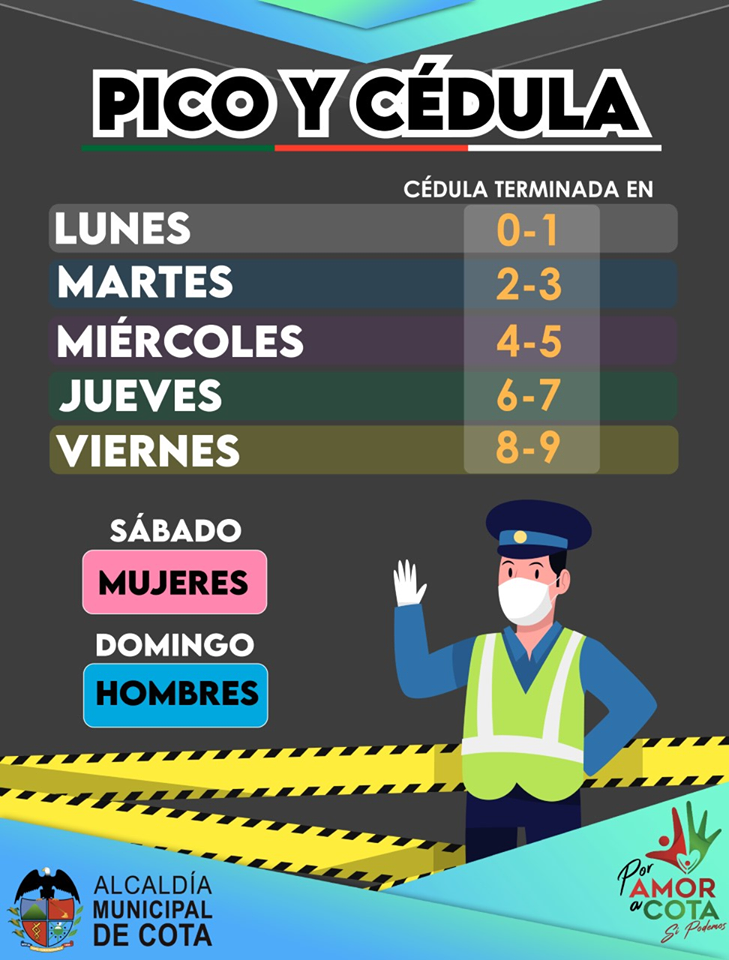 PICO Y CÉDULA
CÉDULA TERMINADA EN
LUNES 0-1
MARTES 2-3
MIÉRCOLES 4-5
JUEVES 6-7
VIERNES 8-9
SÁBADO
MUJERES
DOMINGO
HOMBRES
ALCALDÍA
MUNICIPAL
DE COTA
Por
AMOR
a COTA
Si Podemos